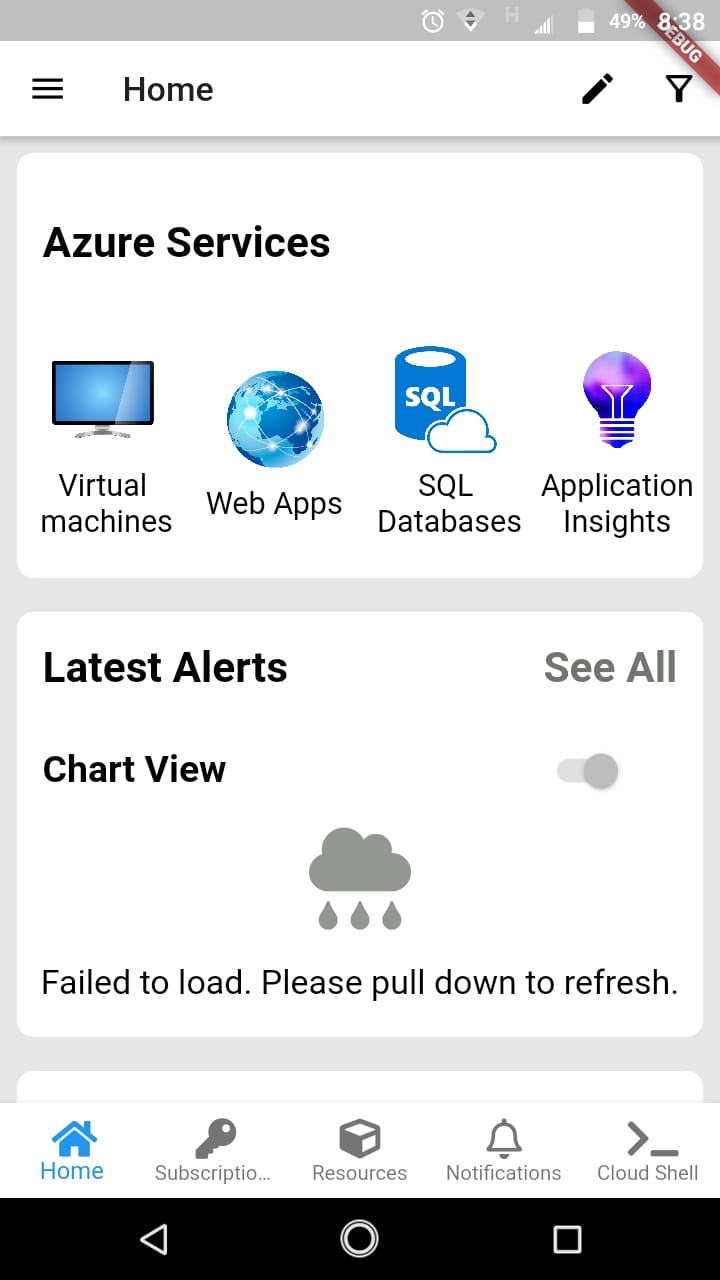 H 49% 8:38
DEBUG
Home
Azure Services
SQL
Virtual
machines
Web Apps
SQL
Databases
Application
Insights
Latest Alerts
See All
Chart View
Failed to load. Please pull down to refresh.
Home
Subscriptio...
Resources
Notifications
Cloud Shell